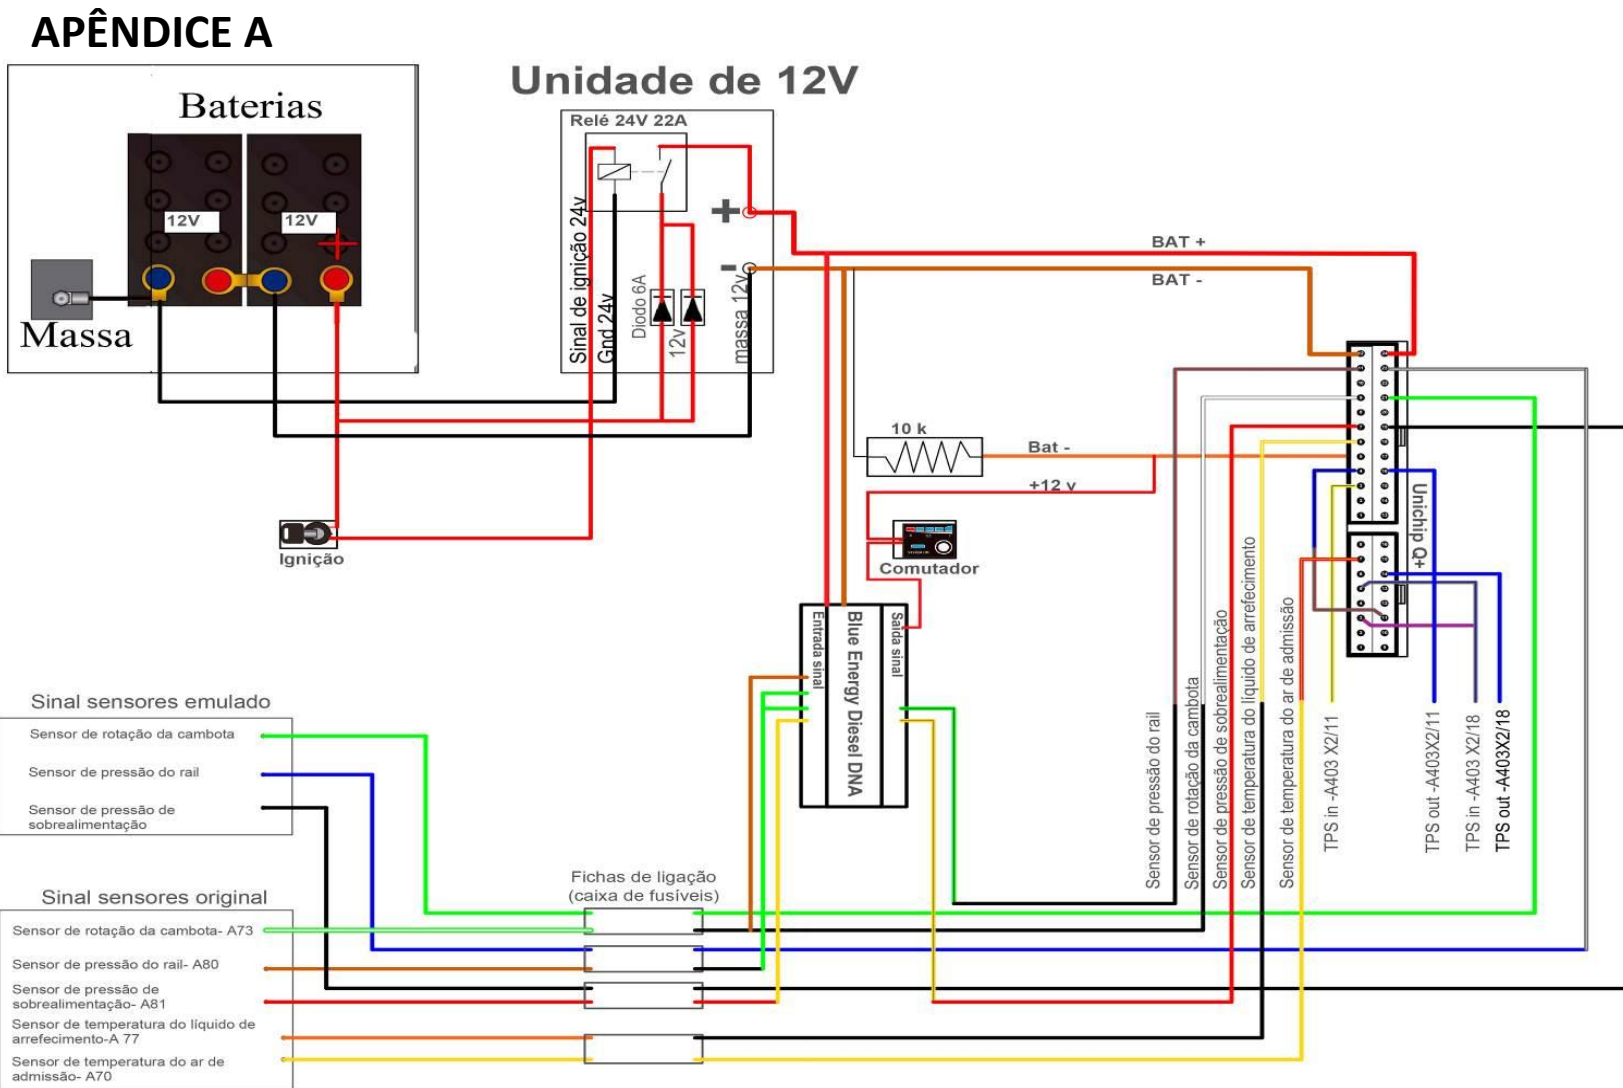 APÊNDICE A
Unidade de 12V
Baterias
12V
12V
Massa
Relé 24V 22A
Sinal de ignição 24v
Gnd 24v
Diodo 6A
12v
massa 12v
+
-
BAT +
BAT -
10 k
Bat -
+12 v
Comutador
Ignição
Unichip Q+
Entrada sinal
Blue Energy Diesel DNA
Saída sinal
Sensor de pressão do rail
Sensor de rotação da cambota
Sensor de pressão de sobrealimentação
Sensor de temperatura do líquido de arrefecimento
Sensor de temperatura do ar de admissão
TPS in -A403 X2/11
TPS out -A403X2/11
TPS in -A403 X2/18
TPS out -A403X2/18
Sinal sensores emulado
Sensor de rotação da cambota
Sensor de pressão do rail
Sensor de pressão de
sobrealimentação
Fichas de ligação
(caixa de fusíveis)
Sinal sensores original
Sensor de rotação da cambota- A73
Sensor de pressão do rail- A80
Sensor de pressão de
sobrealimentação- A81
Sensor de temperatura do líquido de
arrefecimento-A 77
Sensor de temperatura do ar de
admissão- A70